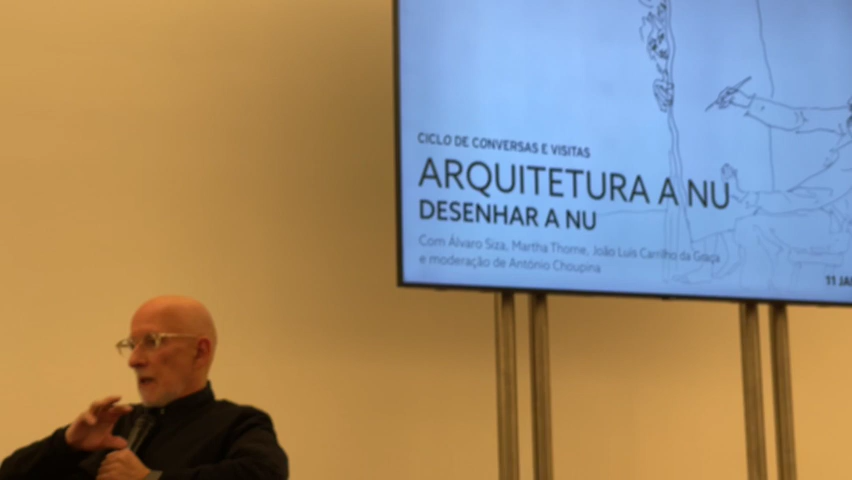 CICLO DE CONVERSAS E VISITAS
ARQUITETURA A NU
DESENHAR A NU
Com Álvaro Siza, Martha Thorne, João Luís Carrilho da Graça
e moderação de António Choupina
11 JA